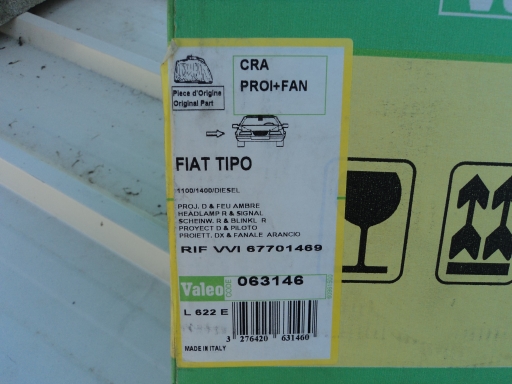 CRA
PROI+FAN
Piece d'Origine
Original Part
FIAT TIPO
1100/1400/DIESEL
PROJ. D & FEU AMBRE
HEADLAMP R & SIGNAL
SCHEINW. R & BLINKL R
PROYECT D & PILOTO
PROIETT. DX & FANALE ARANCIO
RIF VVI 67701469
Valeo CODE 063146
L 622 E
3 276420 631460
MADE IN ITALY